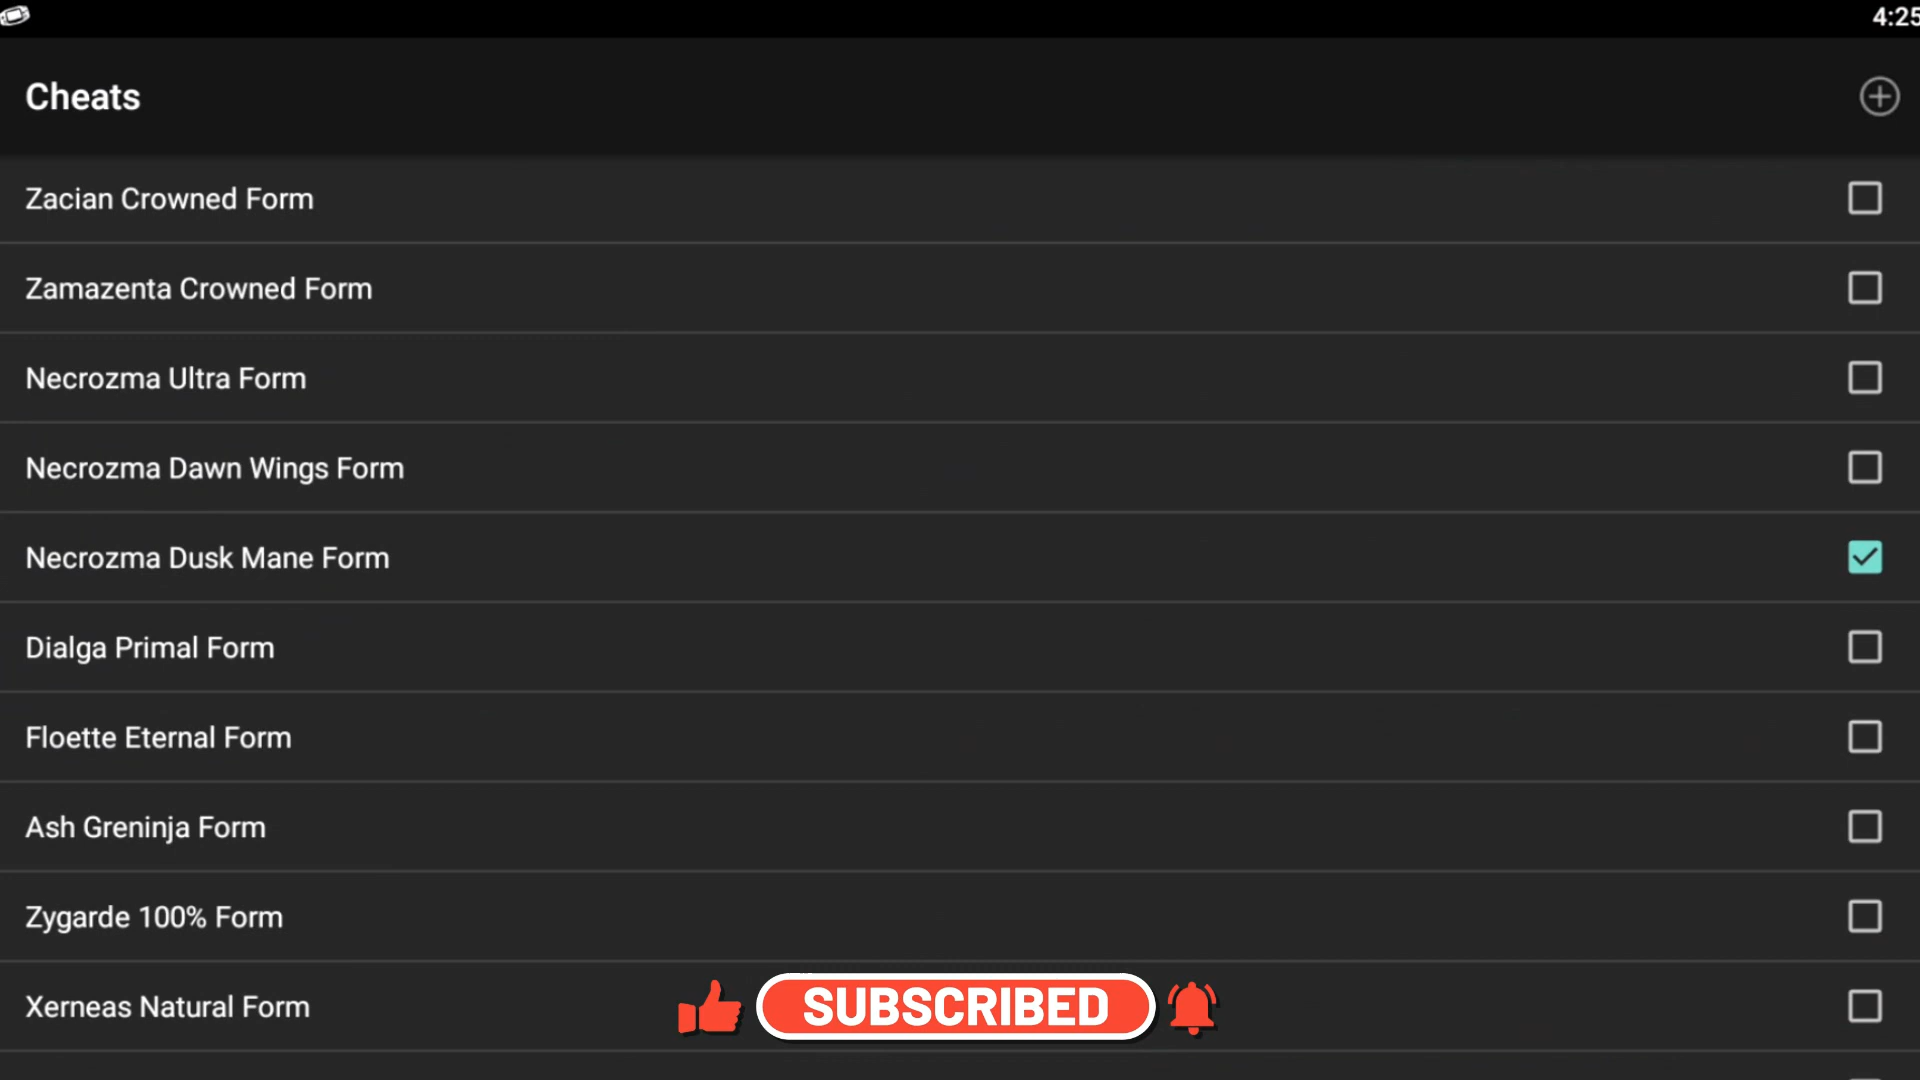 4:25
Cheats
Zacian Crowned Form
Zamazenta Crowned Form
Necrozma Ultra Form
Necrozma Dawn Wings Form
Necrozma Dusk Mane Form
Dialga Primal Form
Floette Eternal Form
Ash Greninja Form
Zygarde 100% Form
Xerneas Natural Form
SUBSCRIBED